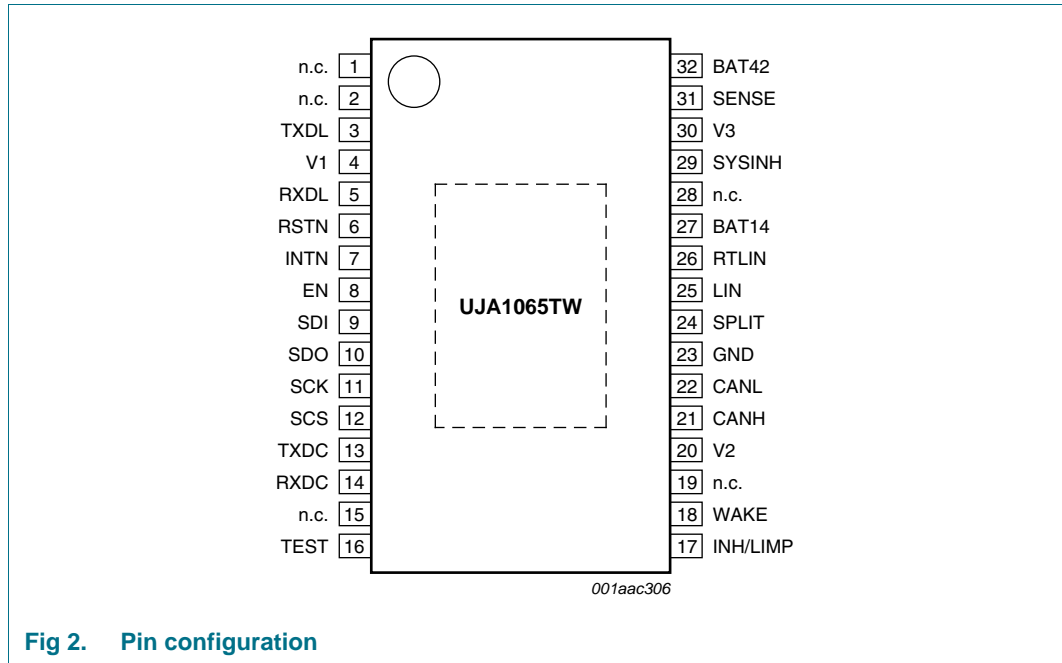 n.c. 1 32 BAT42
n.c. 2 31 SENSE
TXDL 3 30 V3
V1 4 29 SYSINH
RXDL 5 28 n.c.
RSTN 6 27 BAT14
INTN 7 26 RTLIN
EN 8 25 LIN
UJA1065TW
SDI 9 24 SPLIT
SDO 10 23 GND
SCK 11 22 CANL
SCS 12 21 CANH
TXDC 13 20 V2
RXDC 14 19 n.c.
n.c. 15 18 WAKE
TEST 16 17 INH/LIMP
001aac306
Fig 2. Pin configuration